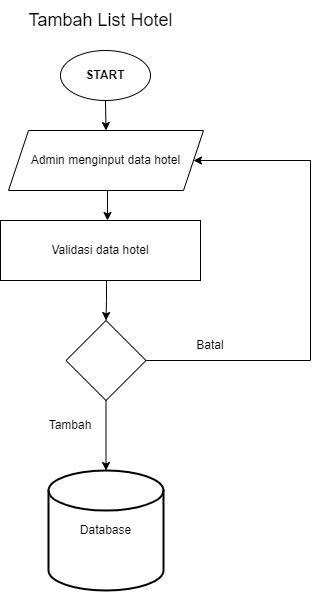 Tambah List Hotel
START
Admin menginput data hotel
Validasi data hotel
Batal
Tambah
Database